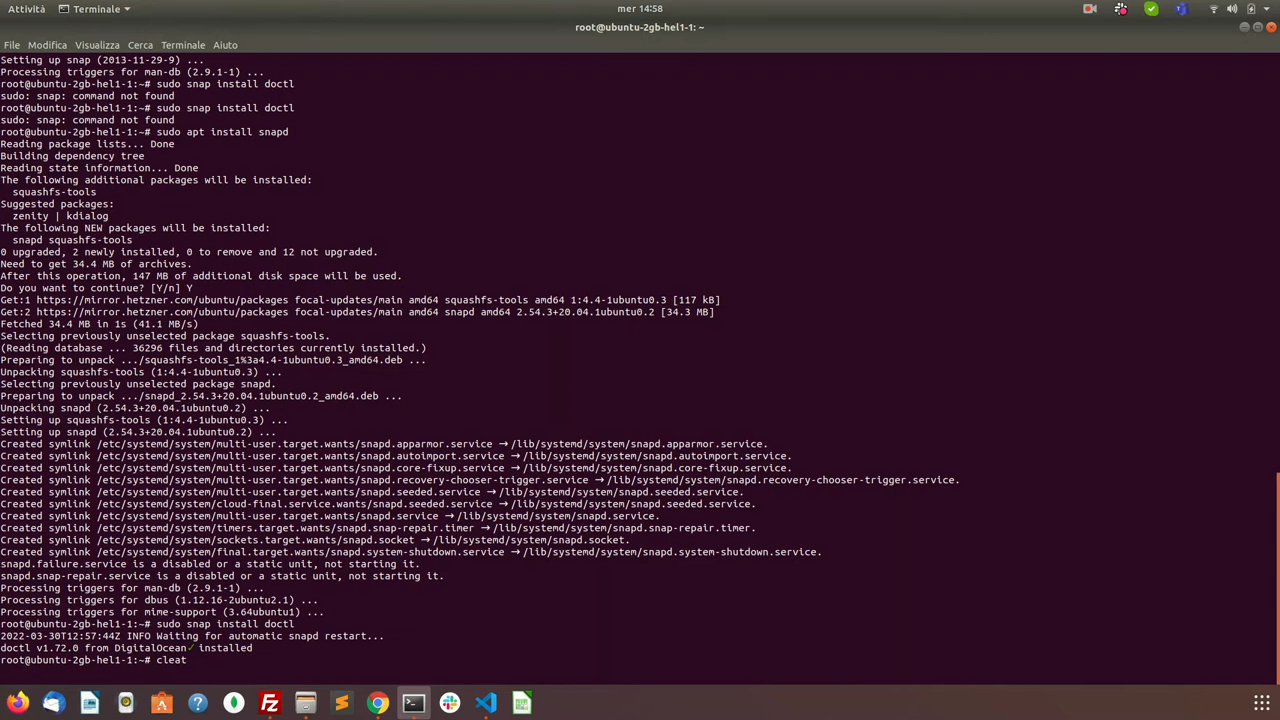 Attività
Terminale
mer 14:58
root@ubuntu-2gb-hel1-1: ~
File Modifica Visualizza Cerca Terminale Aiuto
Setting up snap (2013-11-29-9) ...
Processing triggers for man-db (2.9.1-1) ...
root@ubuntu-2gb-hel1-1:~# sudo snap install doctl
sudo: snap: command not found
root@ubuntu-2gb-hel1-1:~# sudo snap install doctl
sudo: snap: command not found
root@ubuntu-2gb-hel1-1:~# sudo apt install snapd
Reading package lists... Done
Building dependency tree
Reading state information... Done
The following additional packages will be installed:
  squashfs-tools
Suggested packages:
  zenity | kdialog
The following NEW packages will be installed:
  snapd squashfs-tools
0 upgraded, 2 newly installed, 0 to remove and 12 not upgraded.
Need to get 34.4 MB of archives.
After this operation, 147 MB of additional disk space will be used.
Do you want to continue? [Y/n] Y
Get:1 https://mirror.hetzner.com/ubuntu/packages focal-updates/main amd64 squashfs-tools amd64 1:4.4-1ubuntu0.3 [117 kB]
Get:2 https://mirror.hetzner.com/ubuntu/packages focal-updates/main amd64 snapd amd64 2.54.3+20.04.1ubuntu0.2 [34.3 MB]
Fetched 34.4 MB in 1s (41.1 MB/s)
Selecting previously unselected package squashfs-tools.
(Reading database ... 36296 files and directories currently installed.)
Preparing to unpack .../squashfs-tools_1%3a4.4-1ubuntu0.3_amd64.deb ...
Unpacking squashfs-tools (1:4.4-1ubuntu0.3) ...
Selecting previously unselected package snapd.
Preparing to unpack .../snapd_2.54.3+20.04.1ubuntu0.2_amd64.deb ...
Unpacking snapd (2.54.3+20.04.1ubuntu0.2) ...
Setting up squashfs-tools (1:4.4-1ubuntu0.3) ...
Setting up snapd (2.54.3+20.04.1ubuntu0.2) ...
Created symlink /etc/systemd/system/multi-user.target.wants/snapd.apparmor.service → /lib/systemd/system/snapd.apparmor.service.
Created symlink /etc/systemd/system/multi-user.target.wants/snapd.autoimport.service → /lib/systemd/system/snapd.autoimport.service.
Created symlink /etc/systemd/system/multi-user.target.wants/snapd.core-fixup.service → /lib/systemd/system/snapd.core-fixup.service.
Created symlink /etc/systemd/system/multi-user.target.wants/snapd.recovery-chooser-trigger.service → /lib/systemd/system/snapd.recovery-chooser-trigger.service.
Created symlink /etc/systemd/system/multi-user.target.wants/snapd.seeded.service → /lib/systemd/system/snapd.seeded.service.
Created symlink /etc/systemd/system/cloud-final.service.wants/snapd.seeded.service → /lib/systemd/system/snapd.seeded.service.
Created symlink /etc/systemd/system/multi-user.target.wants/snapd.service → /lib/systemd/system/snapd.service.
Created symlink /etc/systemd/system/timers.target.wants/snapd.snap-repair.timer → /lib/systemd/system/snapd.snap-repair.timer.
Created symlink /etc/systemd/system/sockets.target.wants/snapd.socket → /lib/systemd/system/snapd.socket.
Created symlink /etc/systemd/system/final.target.wants/snapd.system-shutdown.service → /lib/systemd/system/snapd.system-shutdown.service.
snapd.failure.service is a disabled or a static unit, not starting it.
snapd.snap-repair.service is a disabled or a static unit, not starting it.
Processing triggers for man-db (2.9.1-1) ...
Processing triggers for dbus (1.12.16-2ubuntu2.1) ...
Processing triggers for mime-support (3.64ubuntu1) ...
root@ubuntu-2gb-hel1-1:~# sudo snap install doctl
2022-03-30T12:57:44Z INFO Waiting for automatic snapd restart...
doctl v1.72.0 from DigitalOcean✓ installed
root@ubuntu-2gb-hel1-1:~# cleat